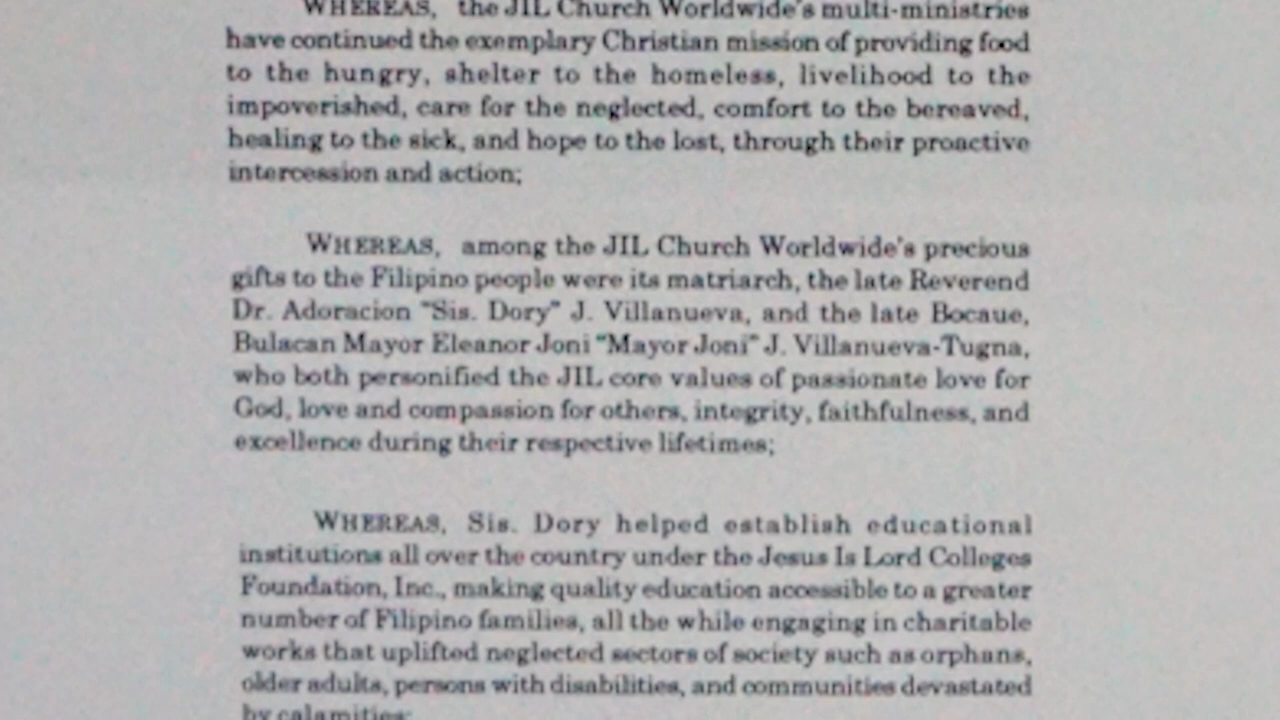 WHEREAS, the JIL Church Worldwide's multi-ministries
have continued the exemplary Christian mission of providing food
to the hungry, shelter to the homeless, livelihood to the
impoverished, care for the neglected, comfort to the bereaved,
healing to the sick, and hope to the lost, through their proactive
intercession and action;
WHEREAS, among the JIL Church Worldwide's precious
gifts to the Filipino people were its matriarch, the late Reverend
Dr. Adoracion "Sis. Dory" J. Villanueva, and the late Bocaue,
Bulacan Mayor Eleanor Joni "Mayor Joni" J. Villanueva-Tugna,
who both personified the JIL core values of passionate love for
God, love and compassion for others, integrity, faithfulness, and
excellence during their respective lifetimes;
WHEREAS, Sis. Dory helped establish educational
institutions all over the country under the Jesus Is Lord Colleges
Foundation, Inc., making quality education accessible to a greater
number of Filipino families, all the while engaging in charitable
works that uplifted neglected sectors of society such as orphans,
older adults, persons with disabilities, and communities devastated
by calamities;